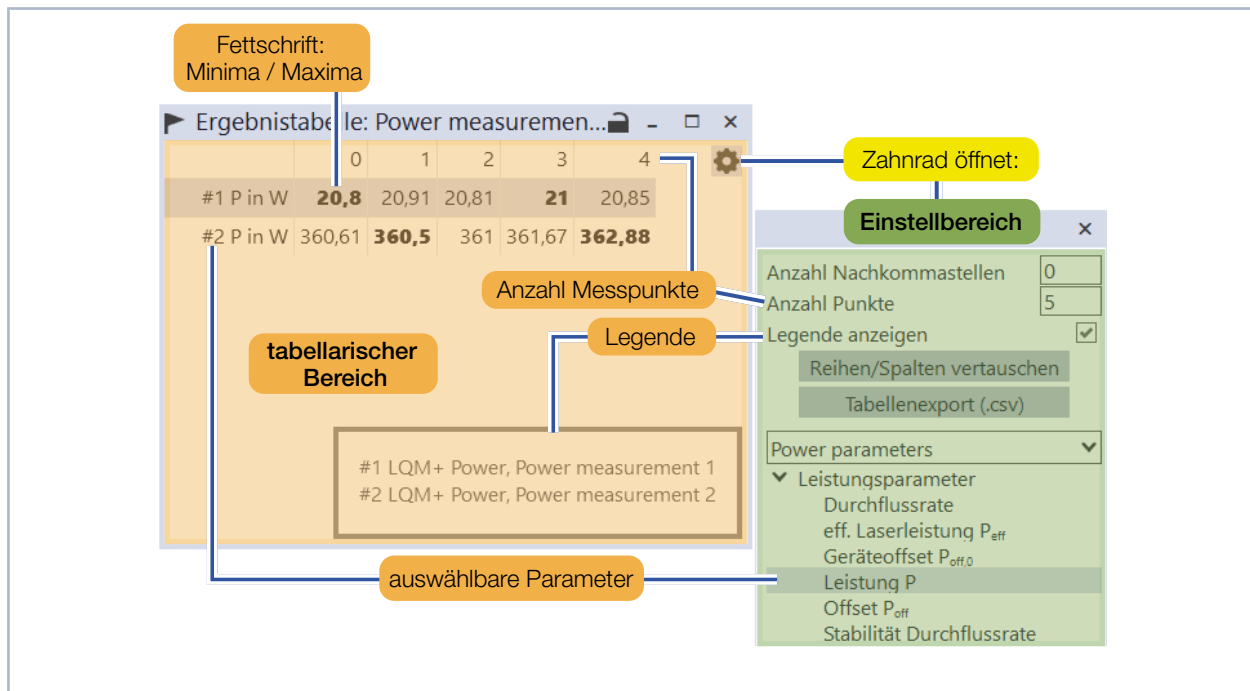 Fettschrift:
Minima / Maxima
Ergebnistabelle: Power measuremen...
0 1 2 3 4
#1 P in W 20,8 20,91 20,81 21 20,85
#2 P in W 360,61 360,5 361 361,67 362,88
Zahnrad öffnet:
Einstellbereich
Anzahl Messpunkte
Legende
tabellarischer
Bereich
#1 LQM+ Power, Power measurement 1
#2 LQM+ Power, Power measurement 2
auswählbare Parameter
Anzahl Nachkommastellen 0
Anzahl Punkte 5
Legende anzeigen
Reihen/Spalten vertauschen
Tabellenexport (.csv)
Power parameters
Leistungsparameter
Durchflussrate
eff. Laserleistung Peff
Geräteoffset Poff,0
Leistung P
Offset Poff
Stabilität Durchflussrate